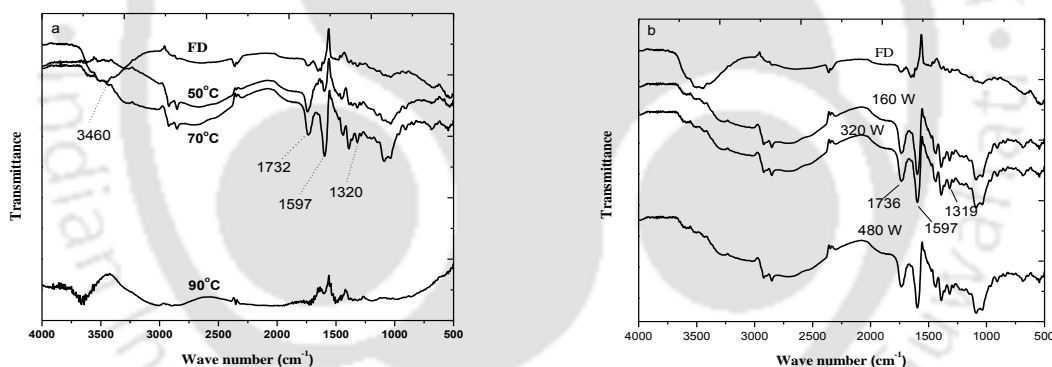 a
FD
50°C
70°C
3460
1732
1597
1320
90°C
Transmittance
4000 3500 3000 2500 2000 1500 1000 500
Wave number (cm⁻¹)
b
FD
160 W
320 W
1736
1597
1319
480 W
Transmittance
4000 3500 3000 2500 2000 1500 1000 500
Wave number (cm⁻¹)